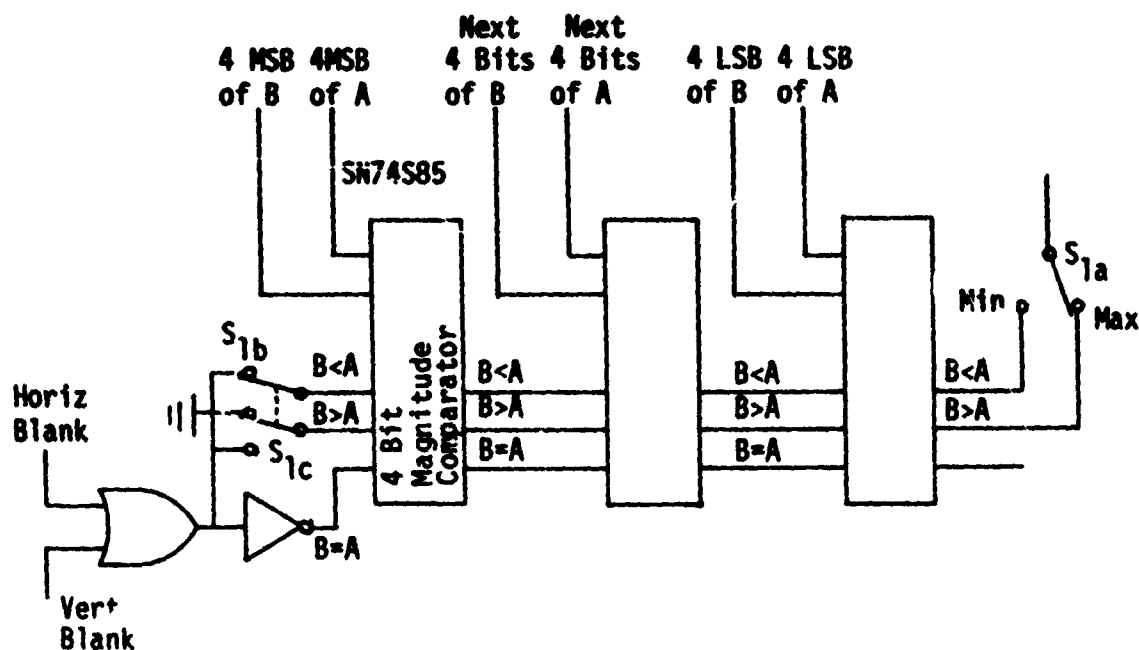 4 MSB
of B
4MSB
of A
Next
4 Bits
of B
Next
4 Bits
of A
4 LSB
of B
4 LSB
of A
SN74S85
S1a
Min
Max
S1b
B<A
B<A
B<A
B<A
Horiz
Blank
B>A
B>A
B>A
B>A
S1c
B=A
B=A
4 Bit
Magnitude
Comparator
B=A
Vert
Blank